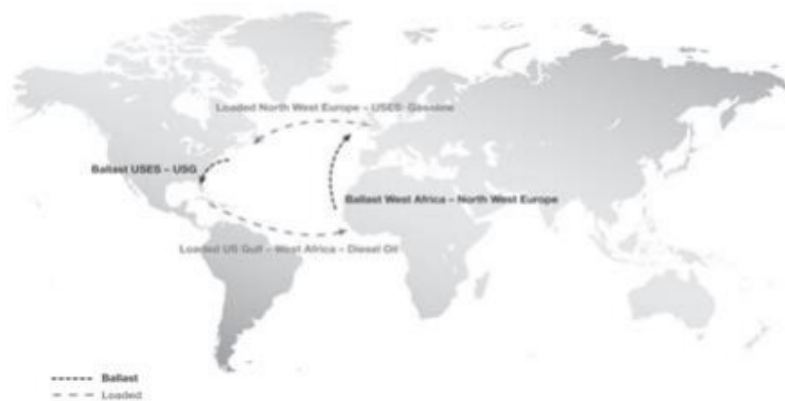 Loaded North West Europe – USES- Gasoline
Ballast USES – USG
Ballast West Africa – North West Europe
Loaded US Gulf – West Africa – Diesel Oil
Ballast
Loaded